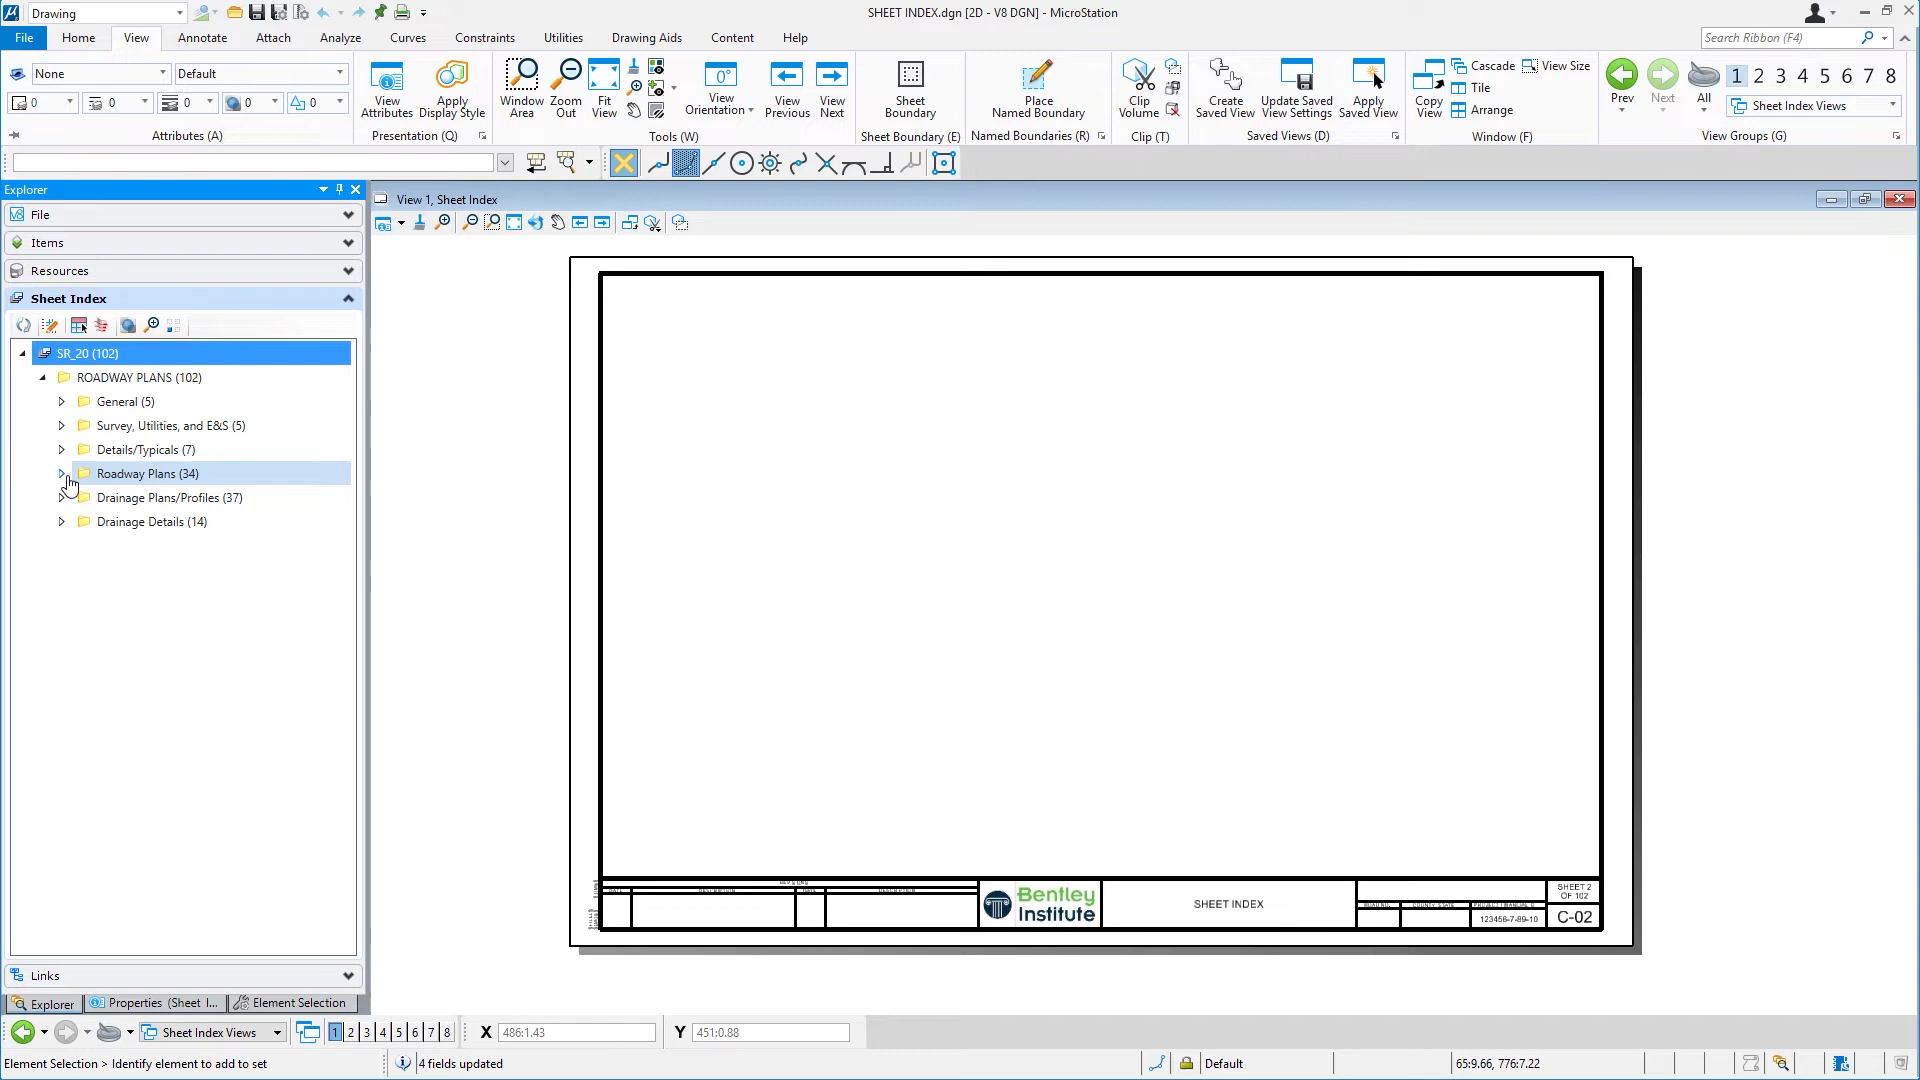 Drawing
SHEET INDEX.dgn [2D - V8 DGN] - MicroStation
File Home View Annotate Attach Analyze Curves Constraints Utilities Drawing Aids Content Help
Search Ribbon (F4)
None Default
0 0 0 0 0
Attributes (A)
View Attributes
Apply Display Style
Presentation (Q)
Window Area
Zoom Out
Fit View
View Orientation
View Previous
View Next
Tools (W)
Sheet Boundary
Sheet Boundary (E)
Place Named Boundary
Named Boundaries (R)
Clip Volume
Clip (T)
Create Saved View
Update Saved View Settings
Apply Saved View
Saved Views (D)
Copy View
Cascade
View Size
Tile
Arrange
Window (F)
Prev
Next
All
1 2 3 4 5 6 7 8
Sheet Index Views
View Groups (G)
Explorer
File
Items
Resources
Sheet Index
SR_20 (102)
ROADWAY PLANS (102)
General (5)
Survey, Utilities, and E&S (5)
Details/Typicals (7)
Roadway Plans (34)
Drainage Plans/Profiles (37)
Drainage Details (14)
Links
Explorer
Properties (Sheet I...
Element Selection
View 1, Sheet Index
DATE DESCRIPTION DATE DESCRIPTION
Bentley
Institute
SHEET INDEX
123456-7-89-10
SHEET 2
OF 102
C-02
Sheet Index Views
1 2 3 4 5 6 7 8
X 486:1.43
Y 451:0.88
Element Selection > Identify element to add to set
4 fields updated
Default
65:9.66, 776:7.22